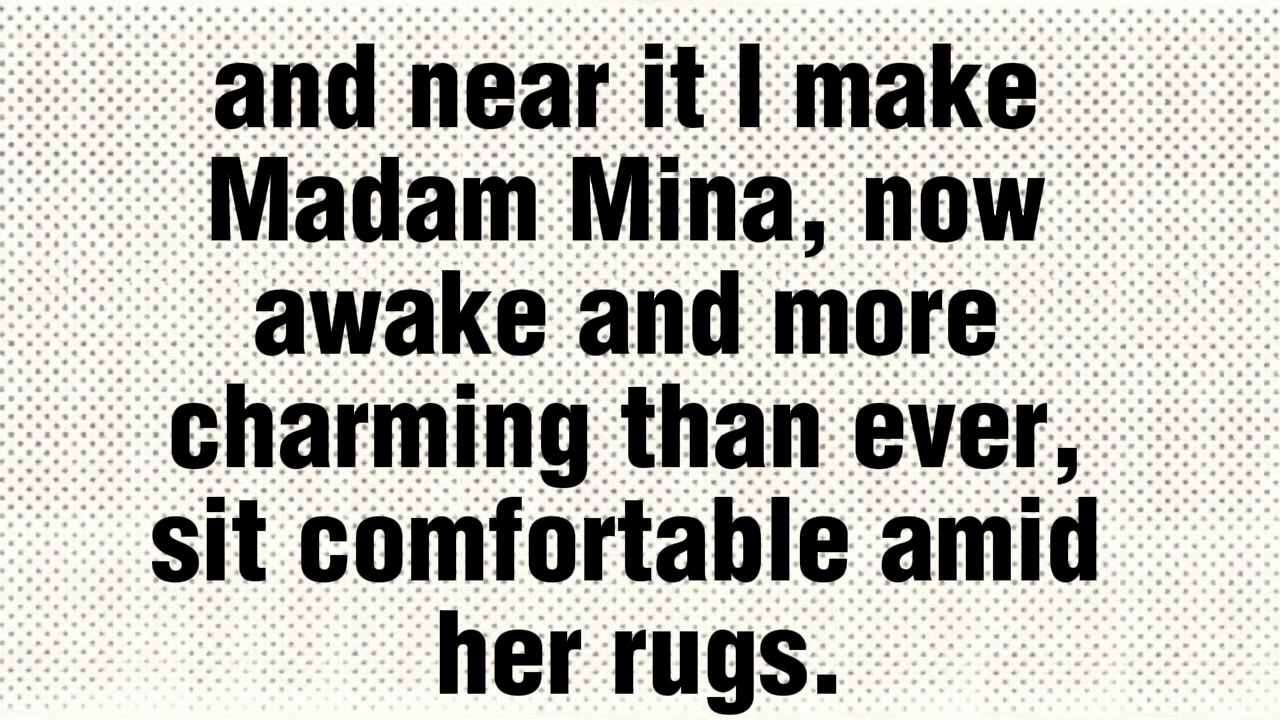 and near it I make
Madam Mina, now
awake and more
charming than ever,
sit comfortable amid
her rugs.